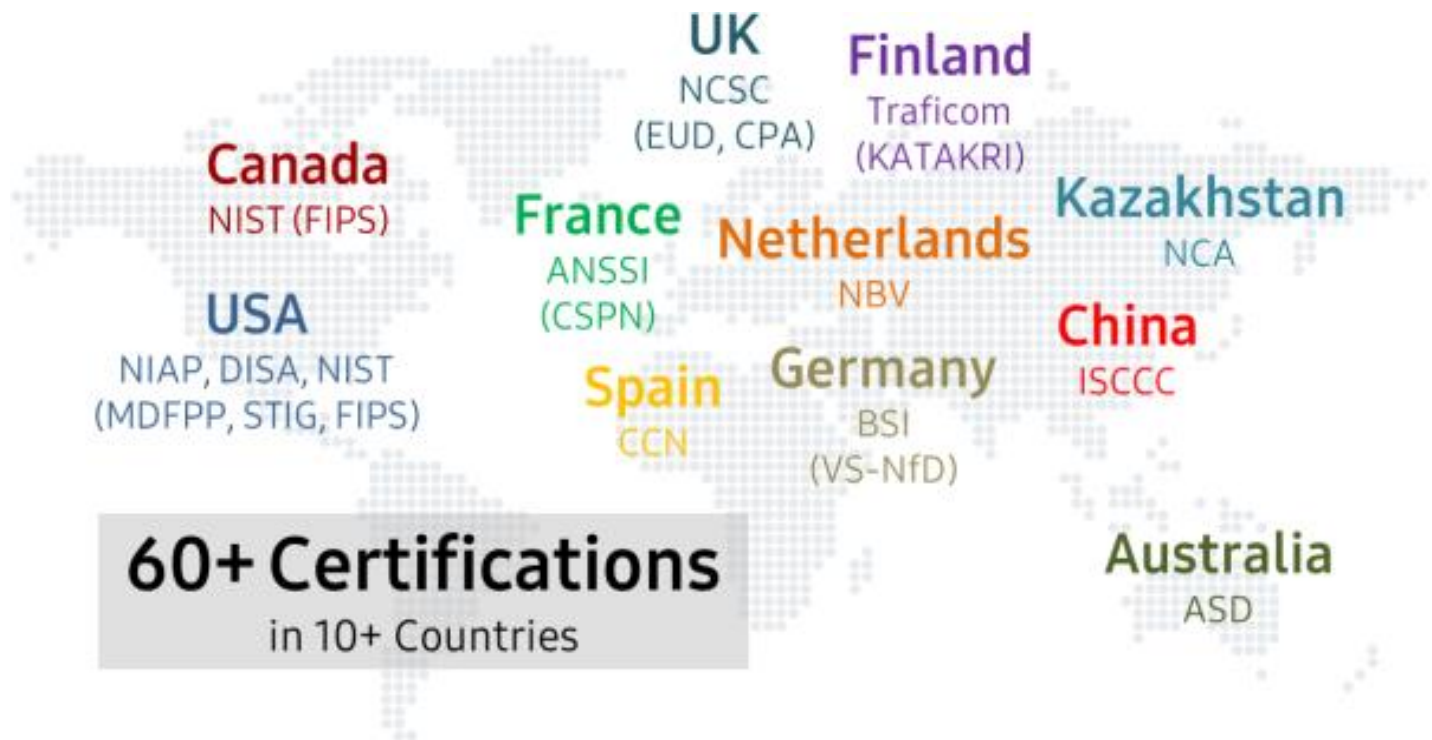 UK
NCSC
(EUD, CPA)
Finland
Traficom
(KATAKRI)
Canada
NIST (FIPS)
France
ANSSI
(CSPN)
Netherlands
NBV
Kazakhstan
NCA
USA
NIAP, DISA, NIST
(MDFPP, STIG, FIPS)
Spain
CCN
Germany
BSI
(VS-NfD)
China
ISCCC
60+ Certifications
in 10+ Countries
Australia
ASD